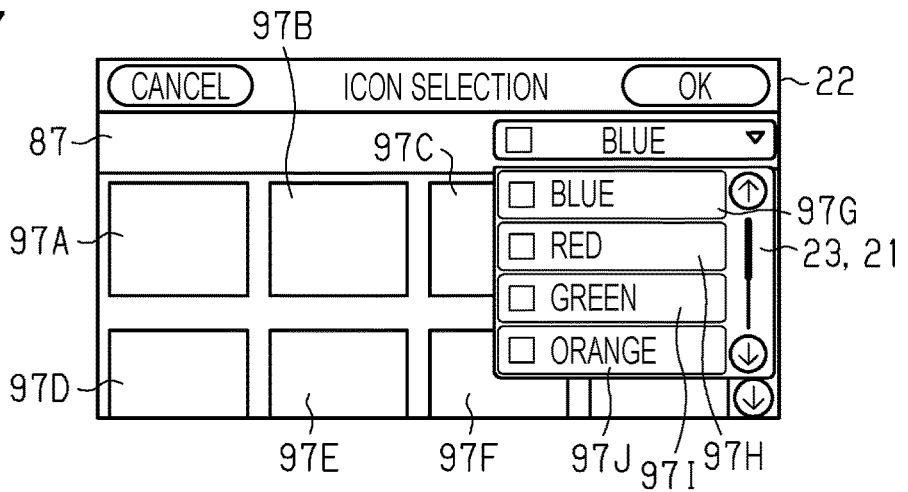 97B
CANCEL ICON SELECTION OK 22
87 97C BLUE
BLUE
97G
97A RED 23, 21
GREEN
97D ORANGE
97E 97F 97J 97I 97H